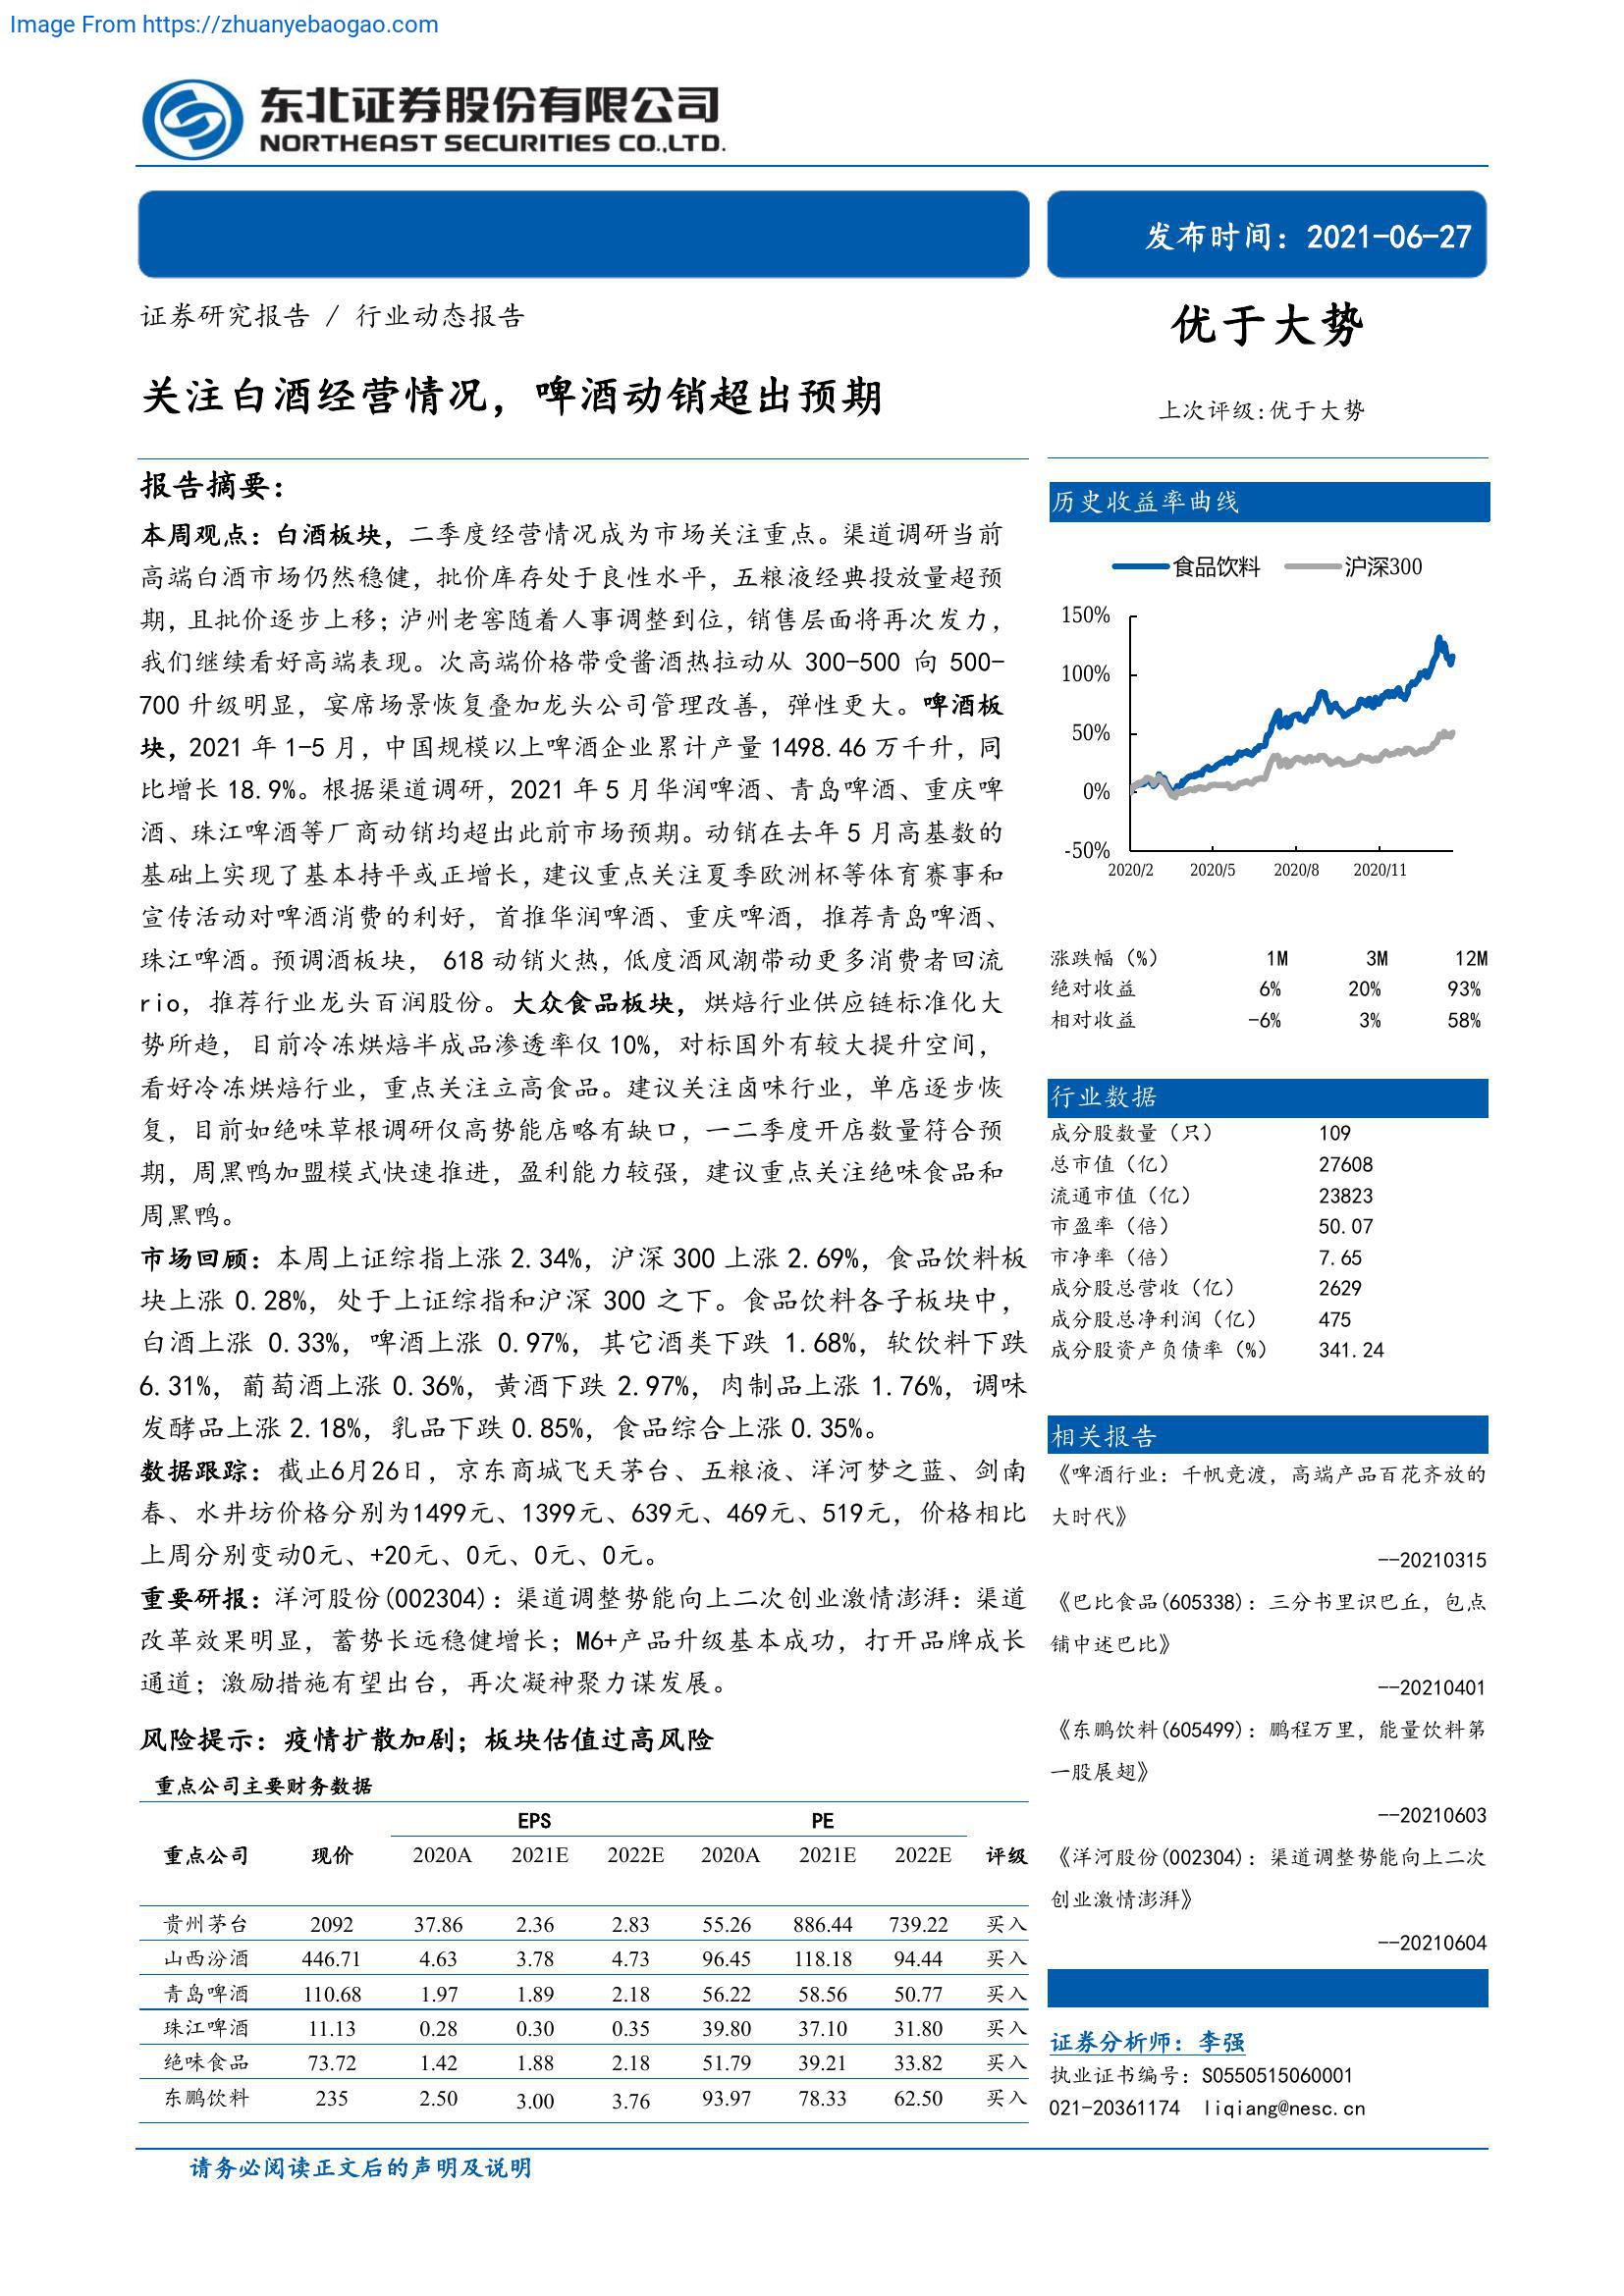 Image From https://zhuanyebaogao.com
东北证券股份有限公司
NORTHEAST SECURITIES CO.,LTD.
发布时间：2021-06-27
证券研究报告 / 行业动态报告
优于大势
关注白酒经营情况，啤酒动销超出预期
上次评级:优于大势
报告摘要：
本周观点：白酒板块，二季度经营情况成为市场关注重点。渠道调研当前
高端白酒市场仍然稳健，批价库存处于良性水平，五粮液经典投放量超预
期，且批价逐步上移；泸州老窖随着人事调整到位，销售层面将再次发力，
我们继续看好高端表现。次高端价格带受酱酒热拉动从 300-500 向 500-
700 升级明显，宴席场景恢复叠加龙头公司管理改善，弹性更大。啤酒板
块，2021 年 1-5 月，中国规模以上啤酒企业累计产量 1498.46 万千升，同
比增长 18.9%。根据渠道调研，2021 年 5 月华润啤酒、青岛啤酒、重庆啤
酒、珠江啤酒等厂商动销均超出此前市场预期。动销在去年 5 月高基数的
基础上实现了基本持平或正增长，建议重点关注夏季欧洲杯等体育赛事和
宣传活动对啤酒消费的利好，首推华润啤酒、重庆啤酒，推荐青岛啤酒、
珠江啤酒。预调酒板块， 618 动销火热，低度酒风潮带动更多消费者回流
rio，推荐行业龙头百润股份。大众食品板块，烘焙行业供应链标准化大
势所趋，目前冷冻烘焙半成品渗透率仅 10%，对标国外有较大提升空间，
看好冷冻烘焙行业，重点关注立高食品。建议关注卤味行业，单店逐步恢
复，目前如绝味草根调研仅高势能店略有缺口，一二季度开店数量符合预
期，周黑鸭加盟模式快速推进，盈利能力较强，建议重点关注绝味食品和
周黑鸭。
市场回顾：本周上证综指上涨 2.34%，沪深 300 上涨 2.69%，食品饮料板
块上涨 0.28%，处于上证综指和沪深 300 之下。食品饮料各子板块中，
白酒上涨 0.33%，啤酒上涨 0.97%，其它酒类下跌 1.68%，软饮料下跌
6.31%，葡萄酒上涨 0.36%，黄酒下跌 2.97%，肉制品上涨 1.76%，调味
发酵品上涨 2.18%，乳品下跌 0.85%，食品综合上涨 0.35%。
数据跟踪：截止6月26日，京东商城飞天茅台、五粮液、洋河梦之蓝、剑南
春、水井坊价格分别为1499元、1399元、639元、469元、519元，价格相比
上周分别变动0元、+20元、0元、0元、0元。
重要研报：洋河股份(002304)：渠道调整势能向上二次创业激情澎湃：渠道
改革效果明显，蓄势长远稳健增长；M6+产品升级基本成功，打开品牌成长
通道；激励措施有望出台，再次凝神聚力谋发展。
风险提示：疫情扩散加剧；板块估值过高风险
重点公司主要财务数据
EPS PE
重点公司 现价 2020A 2021E 2022E 2020A 2021E 2022E 评级
贵州茅台 2092 37.86 2.36 2.83 55.26 886.44 739.22 买入
山西汾酒 446.71 4.63 3.78 4.73 96.45 118.18 94.44 买入
青岛啤酒 110.68 1.97 1.89 2.18 56.22 58.56 50.77 买入
珠江啤酒 11.13 0.28 0.30 0.35 39.80 37.10 31.80 买入
绝味食品 73.72 1.42 1.88 2.18 51.79 39.21 33.82 买入
东鹏饮料 235 2.50 3.00 3.76 93.97 78.33 62.50 买入
历史收益率曲线
食品饮料 沪深300
150%
100%
50%
0%
-50%
2020/2 2020/5 2020/8 2020/11
涨跌幅（%） 1M 3M 12M
绝对收益 6% 20% 93%
相对收益 -6% 3% 58%
行业数据
成分股数量（只） 109
总市值（亿） 27608
流通市值（亿） 23823
市盈率（倍） 50.07
市净率（倍） 7.65
成分股总营收（亿） 2629
成分股总净利润（亿） 475
成分股资产负债率（%） 341.24
相关报告
《啤酒行业：千帆竞渡，高端产品百花齐放的
大时代》
--20210315
《巴比食品(605338)：三分书里识巴丘，包点
铺中述巴比》
--20210401
《东鹏饮料(605499)：鹏程万里，能量饮料第
一股展翅》
--20210603
《洋河股份(002304)：渠道调整势能向上二次
创业激情澎湃》
--20210604
证券分析师：李强
执业证书编号：S0550515060001
021-20361174 liqiang@nesc.cn
请务必阅读正文后的声明及说明